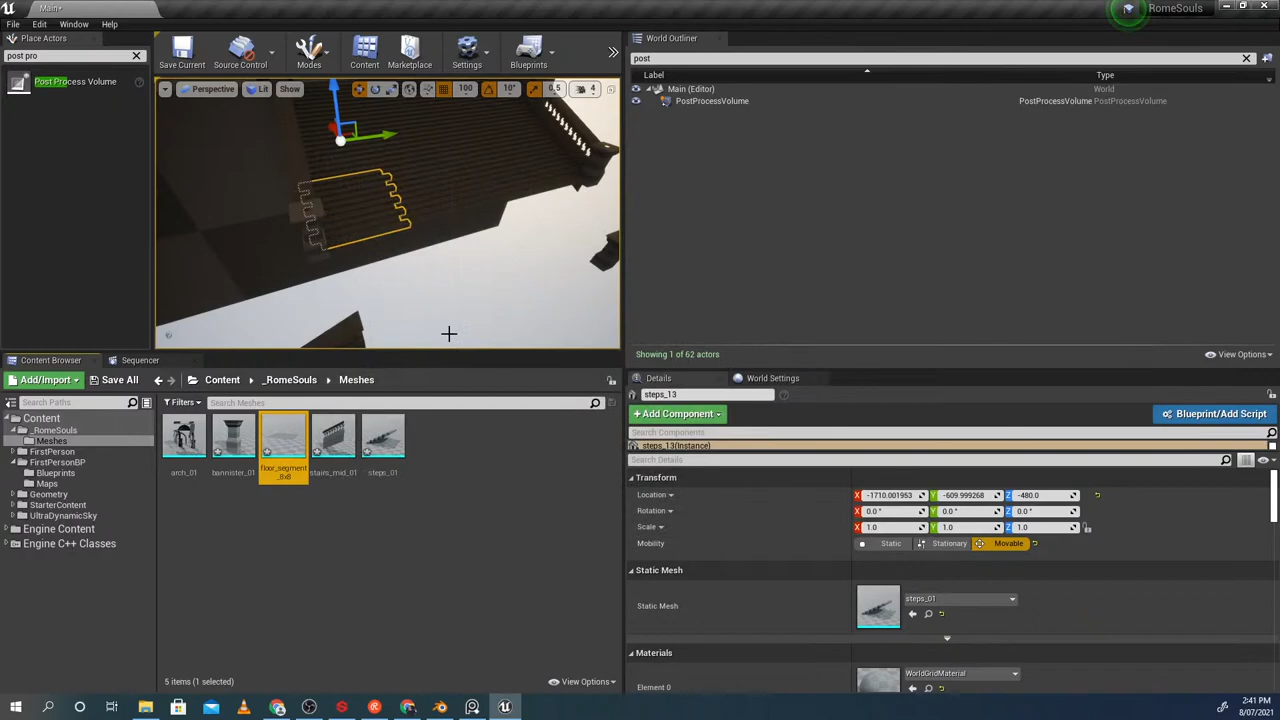 Main*
RomeSouls
File Edit Window Help
Place Actors
post pro
Post Process Volume
Save Current
Source Control
Modes
Content
Marketplace
Settings
Blueprints
Perspective
Lit
Show
100
10°
0.5
4
World Outliner
post
Label
Type
Main (Editor)
World
PostProcessVolume
PostProcessVolume PostProcessVolume
Showing 1 of 62 actors
View Options
Content Browser
Sequencer
Add/Import
Save All
Content
_RomeSouls
Meshes
Search Paths
Filters
Search Meshes
Content
_RomeSouls
Meshes
FirstPerson
FirstPersonBP
Blueprints
Maps
Geometry
StarterContent
UltraDynamicSky
Engine Content
Engine C++ Classes
arch_01
bannister_01
floor_segment
_8x8
stairs_mid_01
steps_01
5 items (1 selected)
View Options
Details
World Settings
steps_13
+Add Component
Blueprint/Add Script
Search Components
steps_13(Instance)
Search Details
Transform
Location
X -1710.001953
Y -609.999268
Z -480.0
Rotation
X 0.0 °
Y 0.0 °
Z 0.0 °
Scale
X 1.0
Y 1.0
Z 1.0
Mobility
Static
Stationary
Movable
Static Mesh
Static Mesh
steps_01
Materials
Element 0
WorldGridMaterial
2:41 PM
8/07/2021